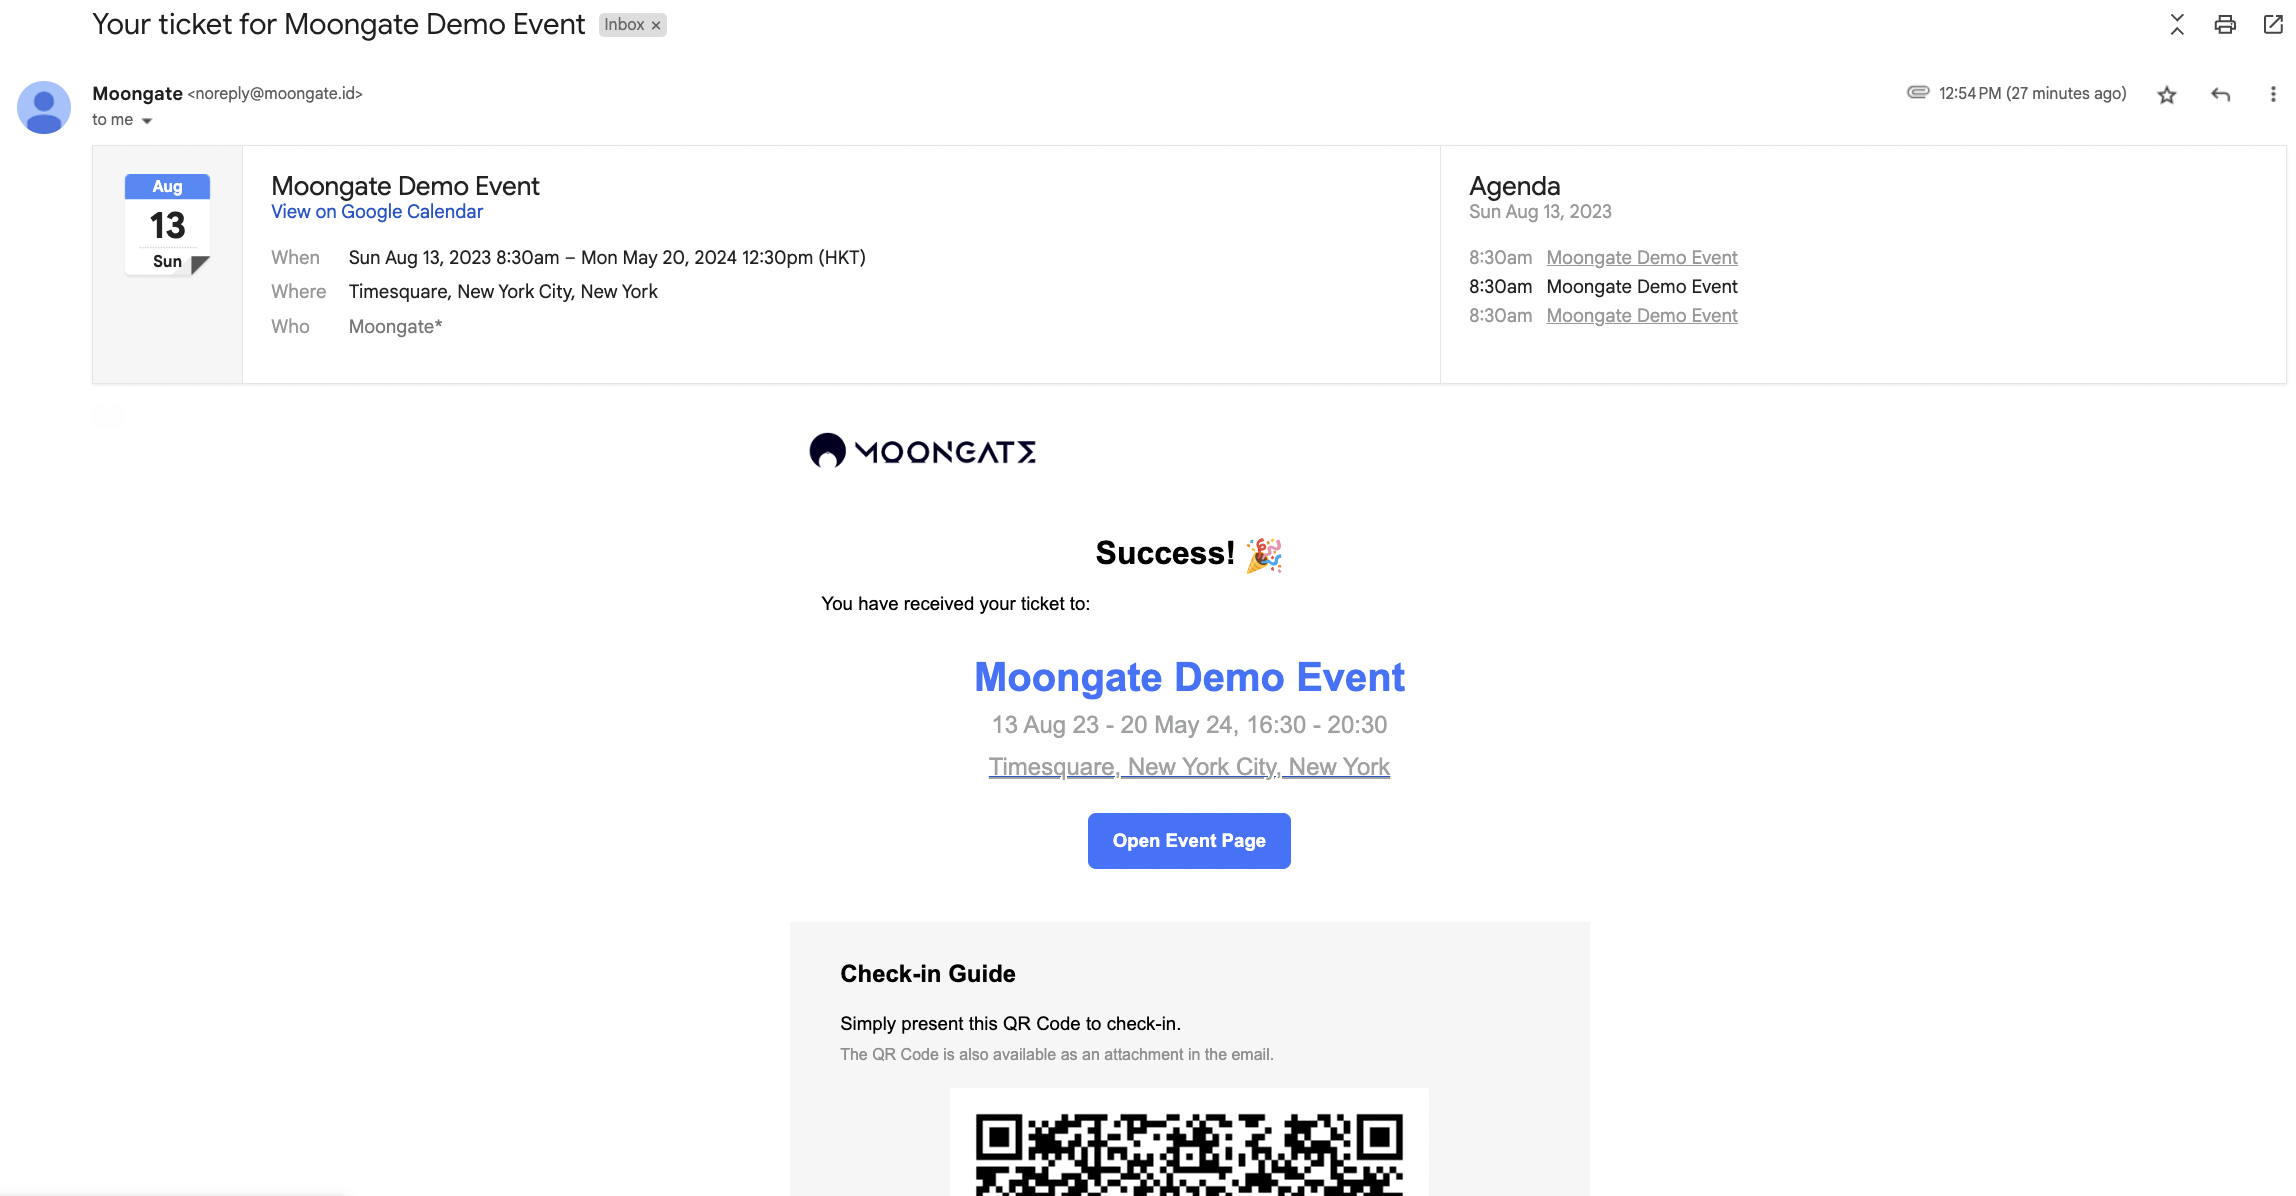 Your ticket for Moongate Demo Event Inbox ×
Moongate <noreply@moongate.id>
12:54 PM (27 minutes ago)
to me
Aug
13
Sun
Moongate Demo Event
View on Google Calendar
When Sun Aug 13, 2023 8:30am – Mon May 20, 2024 12:30pm (HKT)
Where Timesquare, New York City, New York
Who Moongate*
Agenda
Sun Aug 13, 2023
8:30am Moongate Demo Event
8:30am Moongate Demo Event
8:30am Moongate Demo Event
MOONGATE
Success! 🎉
You have received your ticket to:
Moongate Demo Event
13 Aug 23 - 20 May 24, 16:30 - 20:30
Timesquare, New York City, New York
Open Event Page
Check-in Guide
Simply present this QR Code to check-in.
The QR Code is also available as an attachment in the email.